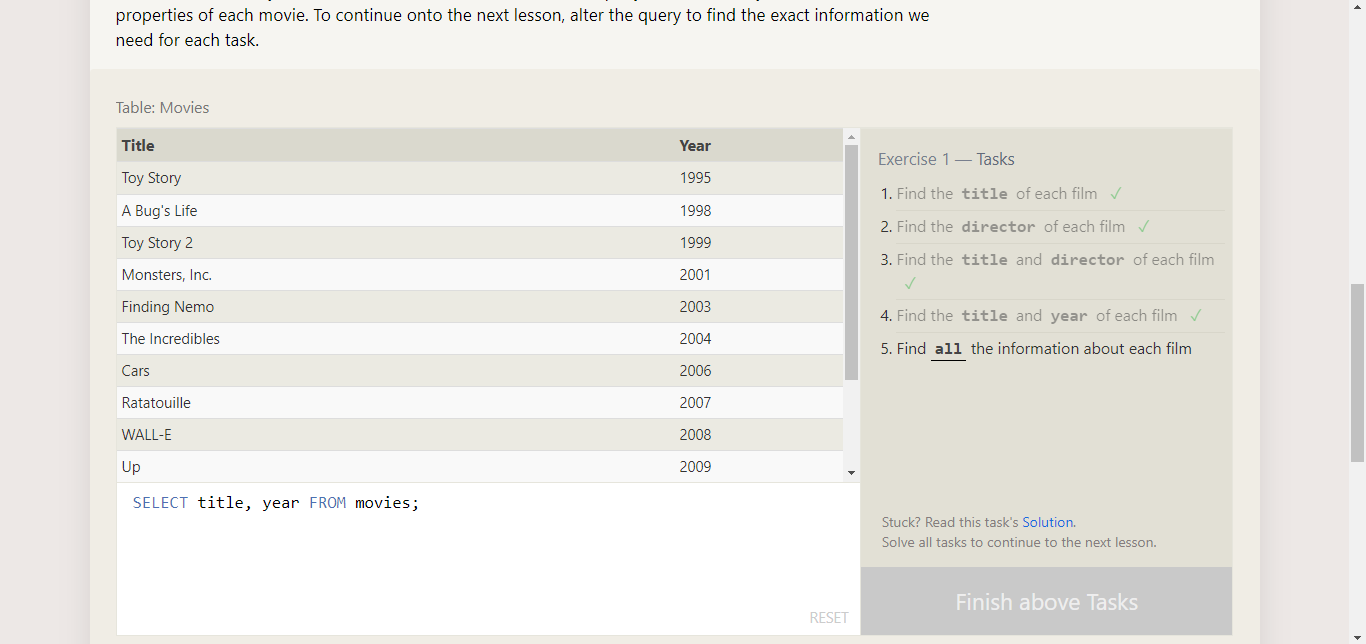 properties of each movie. To continue onto the next lesson, alter the query to find the exact information we
need for each task.
Table: Movies
Title Year
Toy Story 1995
A Bug's Life 1998
Toy Story 2 1999
Monsters, Inc. 2001
Finding Nemo 2003
The Incredibles 2004
Cars 2006
Ratatouille 2007
WALL-E 2008
Up 2009
SELECT title, year FROM movies;
RESET
Exercise 1 — Tasks
1. Find the title of each film ✓
2. Find the director of each film ✓
3. Find the title and director of each film
✓
4. Find the title and year of each film ✓
5. Find all the information about each film
Stuck? Read this task's Solution.
Solve all tasks to continue to the next lesson.
Finish above Tasks